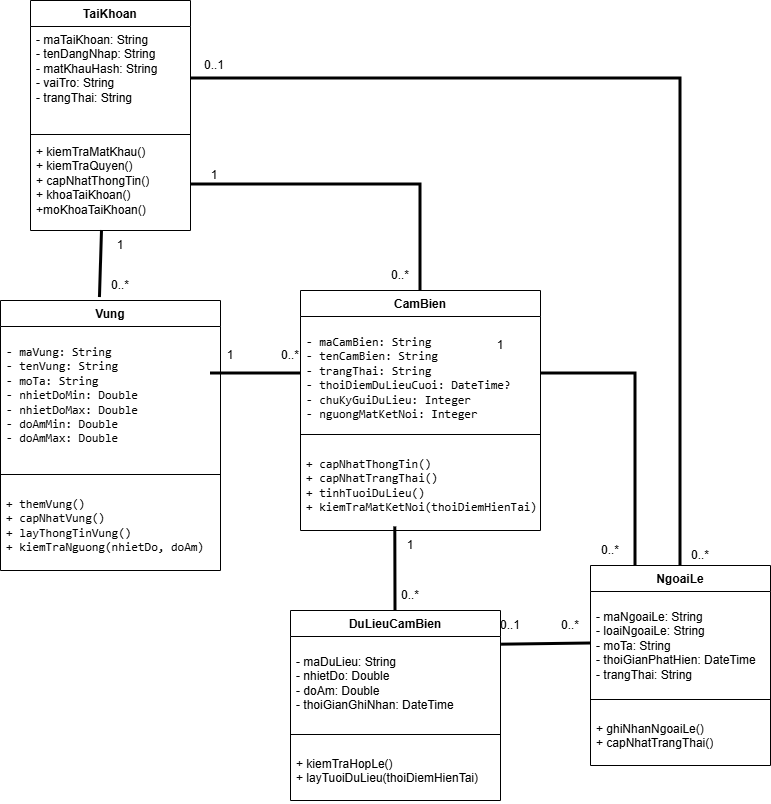 TaiKhoan
- maTaiKhoan: String
- tenDangNhap: String
- matKhauHash: String
- vaiTro: String
- trangThai: String
+ kiemTraMatKhau()
+ kiemTraQuyen()
+ capNhatThongTin()
+ khoaTaiKhoan()
+moKhoaTaiKhoan()
0..1
1
1
0..*
0..*
Vung
- maVung: String
- tenVung: String
- moTa: String
- nhietDoMin: Double
- nhietDoMax: Double
- doAmMin: Double
- doAmMax: Double
+ themVung()
+ capNhatVung()
+ layThongTinVung()
+ kiemTraNguong(nhietDo, doAm)
1
0..*
CamBien
- maCamBien: String
- tenCamBien: String
- trangThai: String
- thoiDiemDuLieuCuoi: DateTime?
- chuKyGuiDuLieu: Integer
- nguongMatKetNoi: Integer
1
+ capNhatThongTin()
+ capNhatTrangThai()
+ tinhTuoiDuLieu()
+ kiemTraMatKetNoi(thoiDiemHienTai)
1
0..*
0..*
0..*
DuLieuCamBien
- maDuLieu: String
- nhietDo: Double
- doAm: Double
- thoiGianGhiNhan: DateTime
+ kiemTraHopLe()
+ layTuoiDuLieu(thoiDiemHienTai)
0..1
0..*
NgoaiLe
- maNgoaiLe: String
- loaiNgoaiLe: String
- moTa: String
- thoiGianPhatHien: DateTime
- trangThai: String
+ ghiNhanNgoaiLe()
+ capNhatTrangThai()